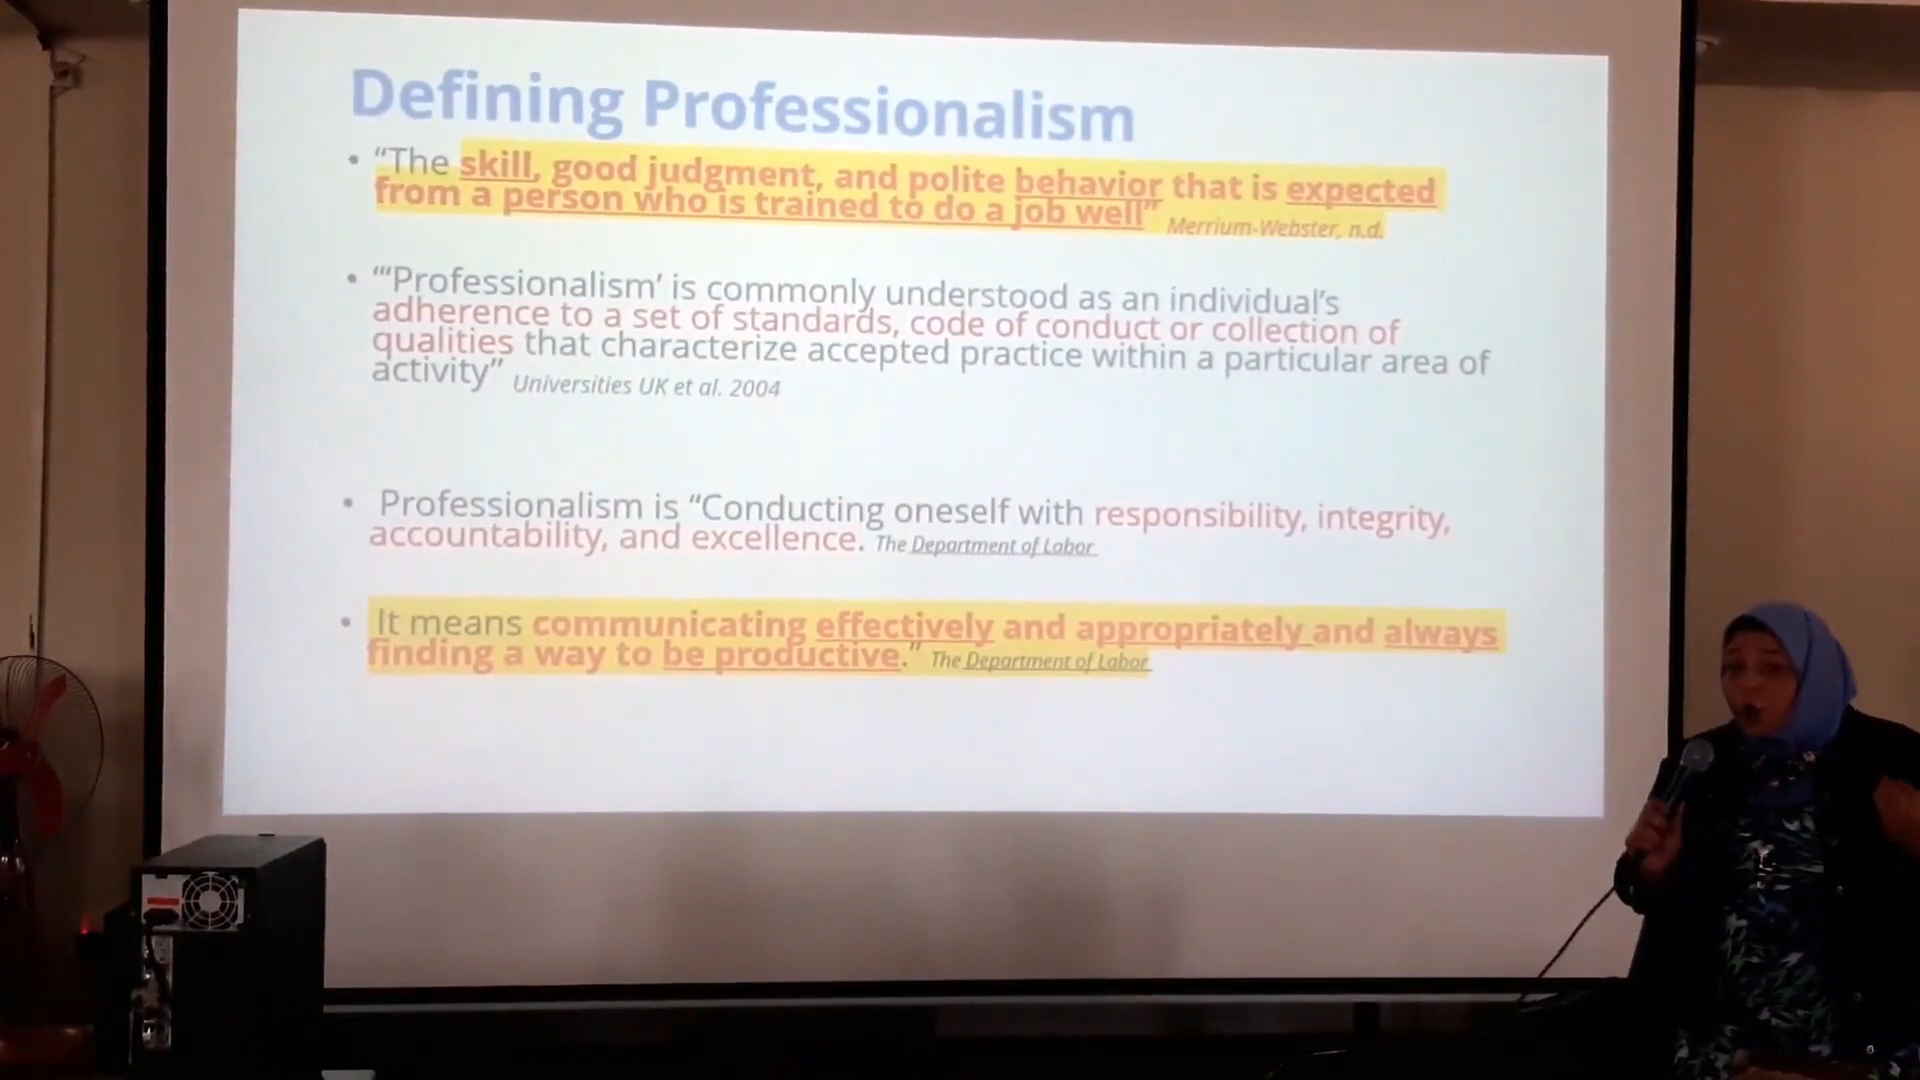 Defining Professionalism
• “The skill, good judgment, and polite behavior that is expected
from a person who is trained to do a job well” Merrium-Webster, n.d.
• “‘Professionalism’ is commonly understood as an individual’s
adherence to a set of standards, code of conduct or collection of
qualities that characterize accepted practice within a particular area of
activity” Universities UK et al. 2004
• Professionalism is “Conducting oneself with responsibility, integrity,
accountability, and excellence. The Department of Labor
• It means communicating effectively and appropriately and always
finding a way to be productive.” The Department of Labor